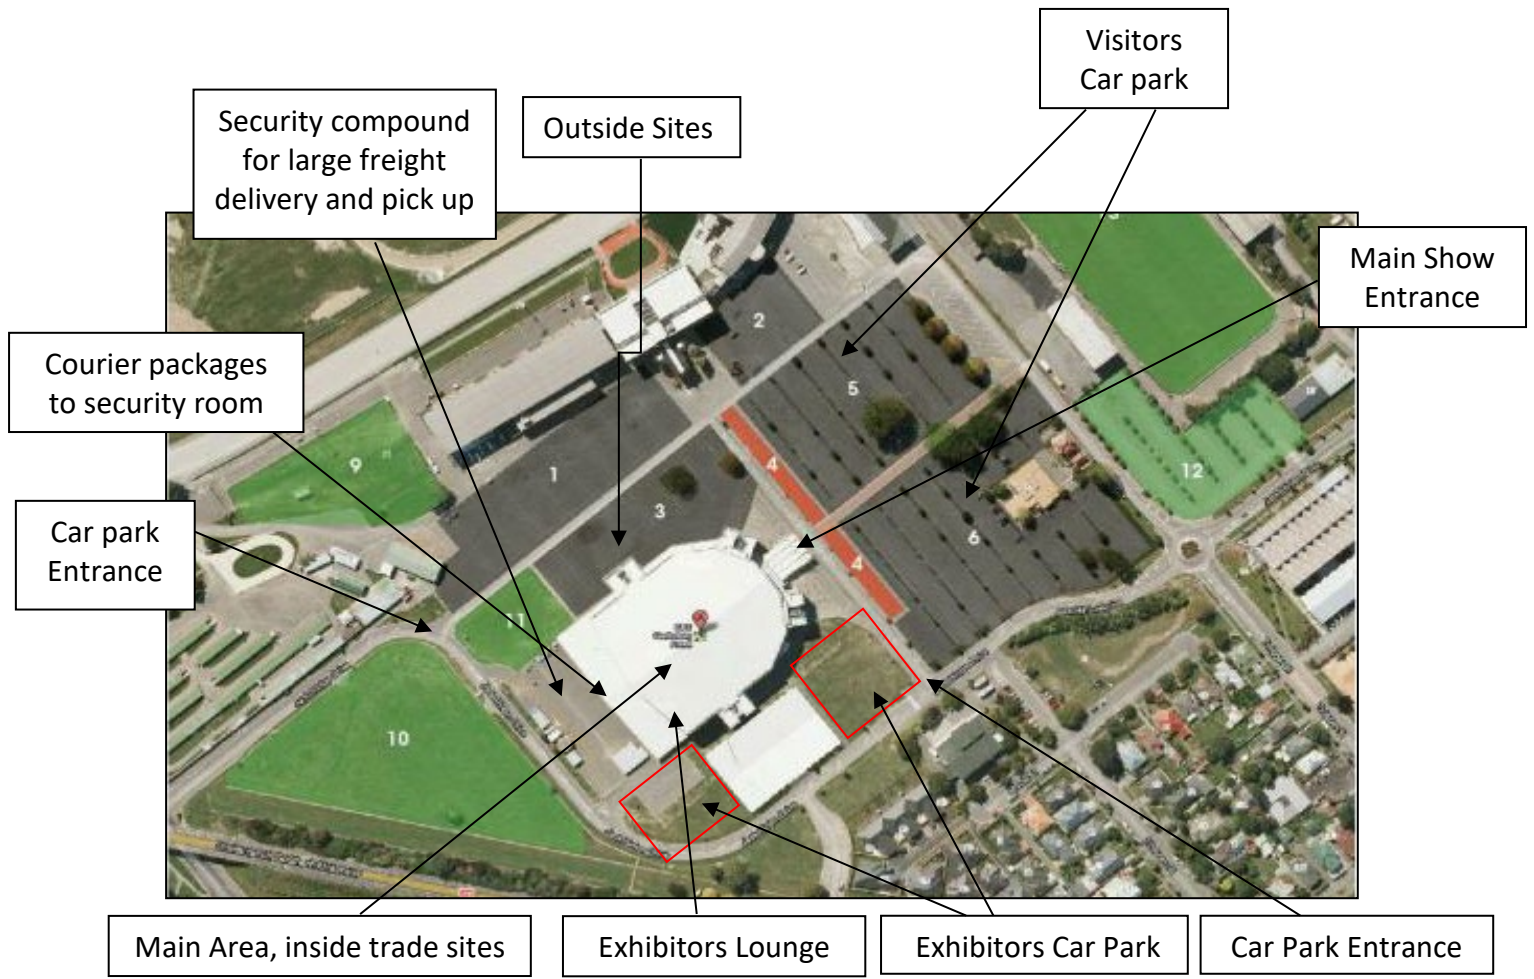 Visitors
Car park
Security compound
for large freight
delivery and pick up
Outside Sites
Main Show
Entrance
Courier packages
to security room
Car park
Entrance
2
5
4
9
1
12
3
6
4
11
10
Main Area, inside trade sites
Exhibitors Lounge
Exhibitors Car Park
Car Park Entrance